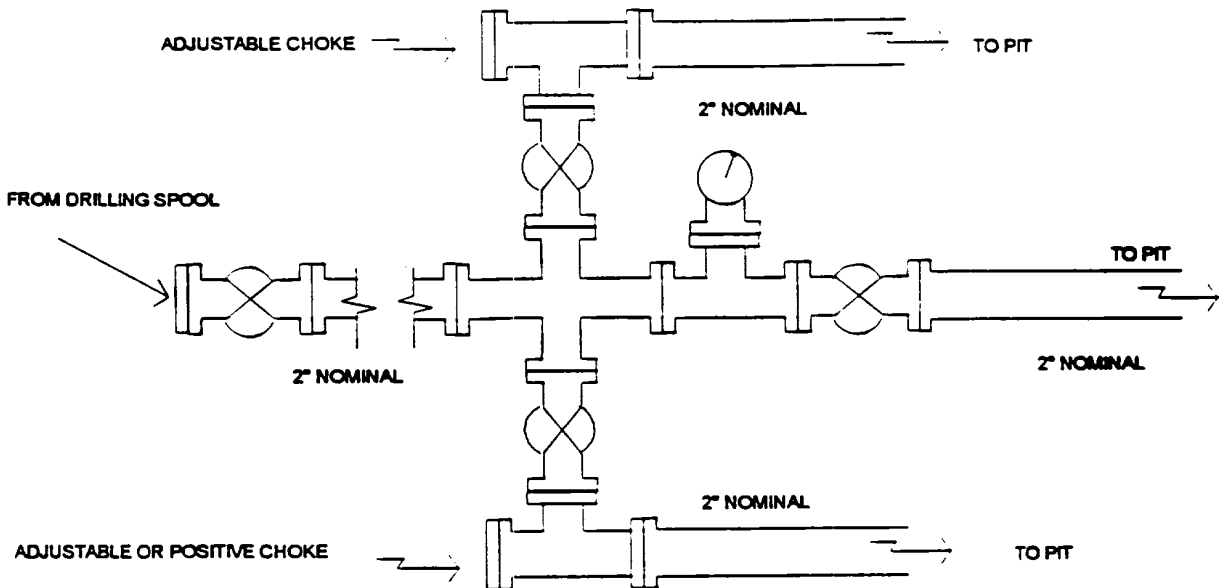 ADJUSTABLE CHOKE
TO PIT
2" NOMINAL
FROM DRILLING SPOOL
TO PIT
2" NOMINAL
2" NOMINAL
2" NOMINAL
ADJUSTABLE OR POSITIVE CHOKE
TO PIT